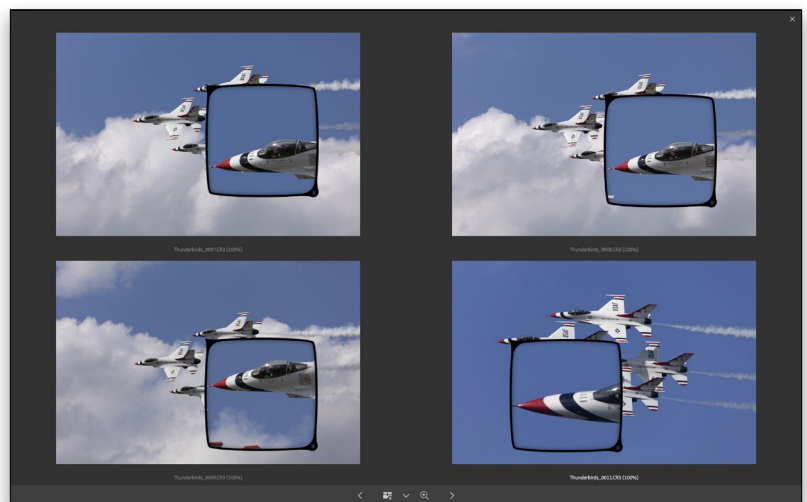 Thunderbirds_0007.CR3 (100%)
Thunderbirds_0008.CR3 (100%)
Thunderbirds_0009.CR3 (100%)
Thunderbirds_0011.CR3 (100%)